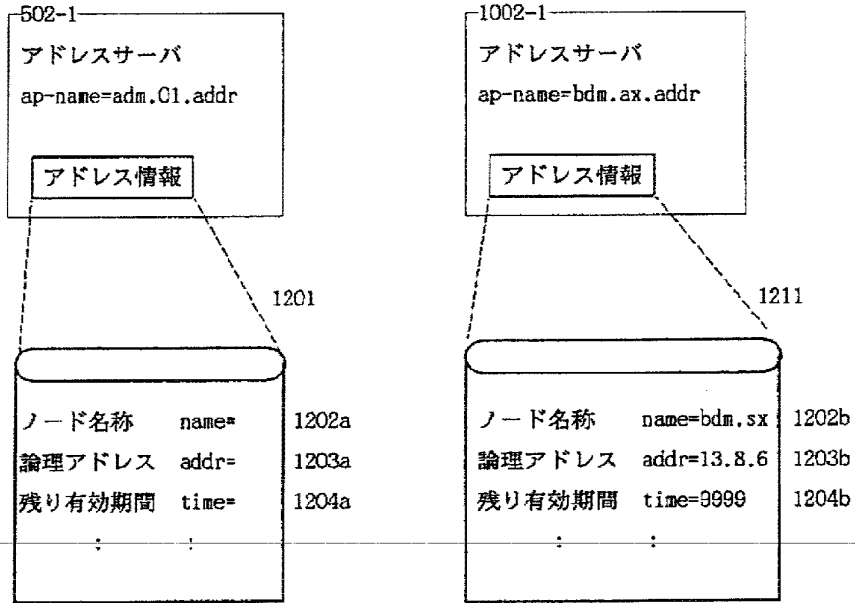 502-1
アドレスサーバ
ap-name=adm.C1.addr
アドレス情報
1201
ノード名称 name= 1202a
論理アドレス addr= 1203a
残り有効期間 time= 1204a
: :
1002-1
アドレスサーバ
ap-name=bdm.ax.addr
アドレス情報
1211
ノード名称 name=bdm.sx 1202b
論理アドレス addr=13.8.6 1203b
残り有効期間 time=9999 1204b
: :